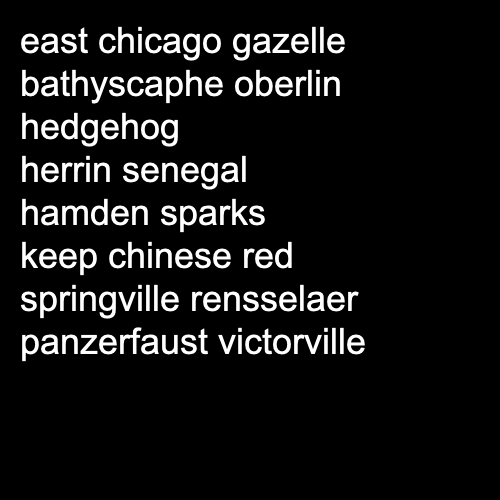 east chicago gazelle
bathyscaphe oberlin
hedgehog
herrin senegal
hamden sparks
keep chinese red
springville rensselaer
panzerfaust victorville